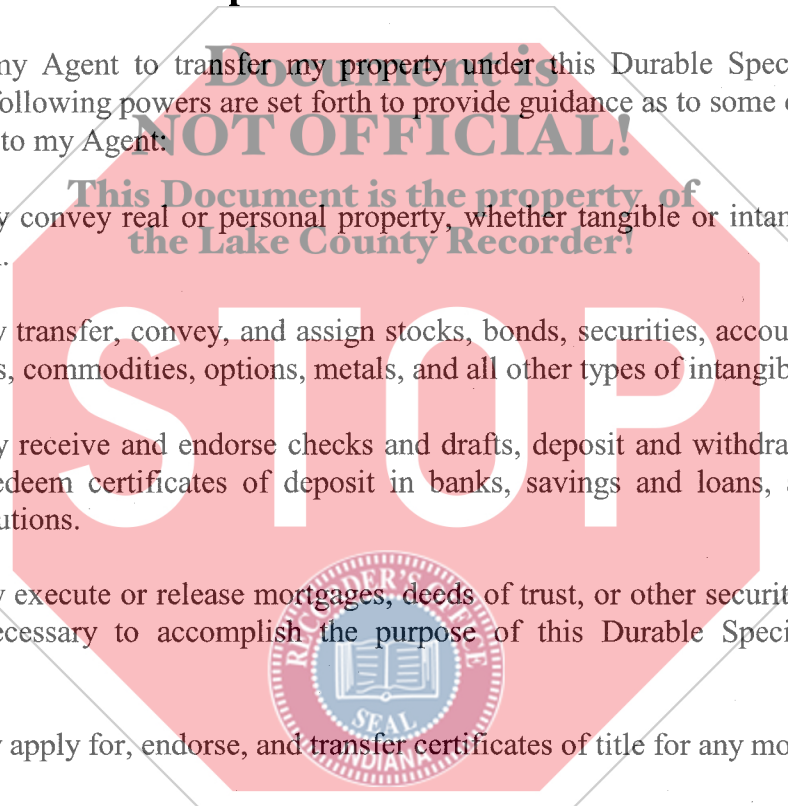 my Agent to transfer my property under this Durable Spec
following powers are set forth to provide guidance as to some
to my Agent:
Document is
NOT OFFICIAL!
This Document is the property of
the Lake County Recorder!
y convey real or personal property, whether tangible or intan
y transfer, convey, and assign stocks, bonds, securities, accou
s, commodities, options, metals, and all other types of intangib
STOP
y receive and endorse checks and drafts, deposit and withdra
edeem certificates of deposit in banks, savings and loans,
utions.
y execute or release mortgages, deeds of trust, or other securit
ecessary to accomplish the purpose of this Durable Speci
RECORDER'S OFFICE
SEAL
INDIANA
y apply for, endorse, and transfer certificates of title for any mo